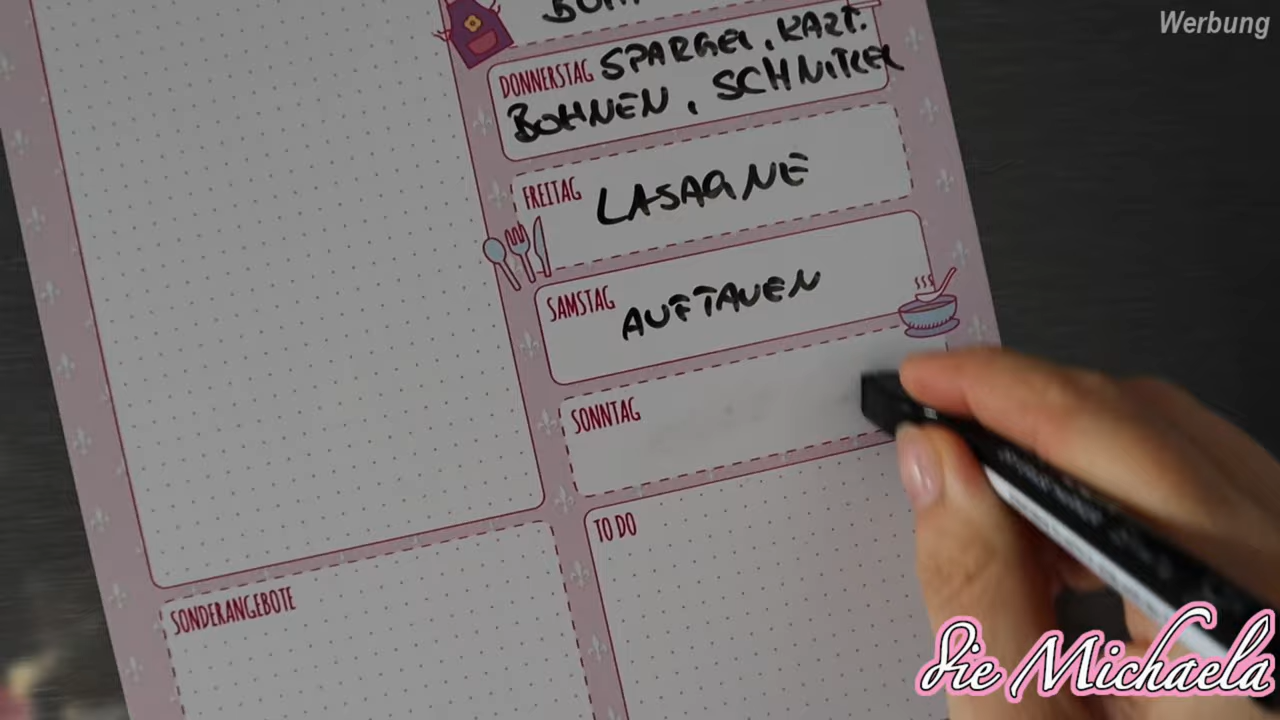 Werbung
DONNERSTAG SPARGEL, KART.
BOHNEN, SCHNITZEL
FREITAG LASAGNE
SAMSTAG AUFTAUEN
SONNTAG
TO DO
SONDERANGEBOTE
die Michaela